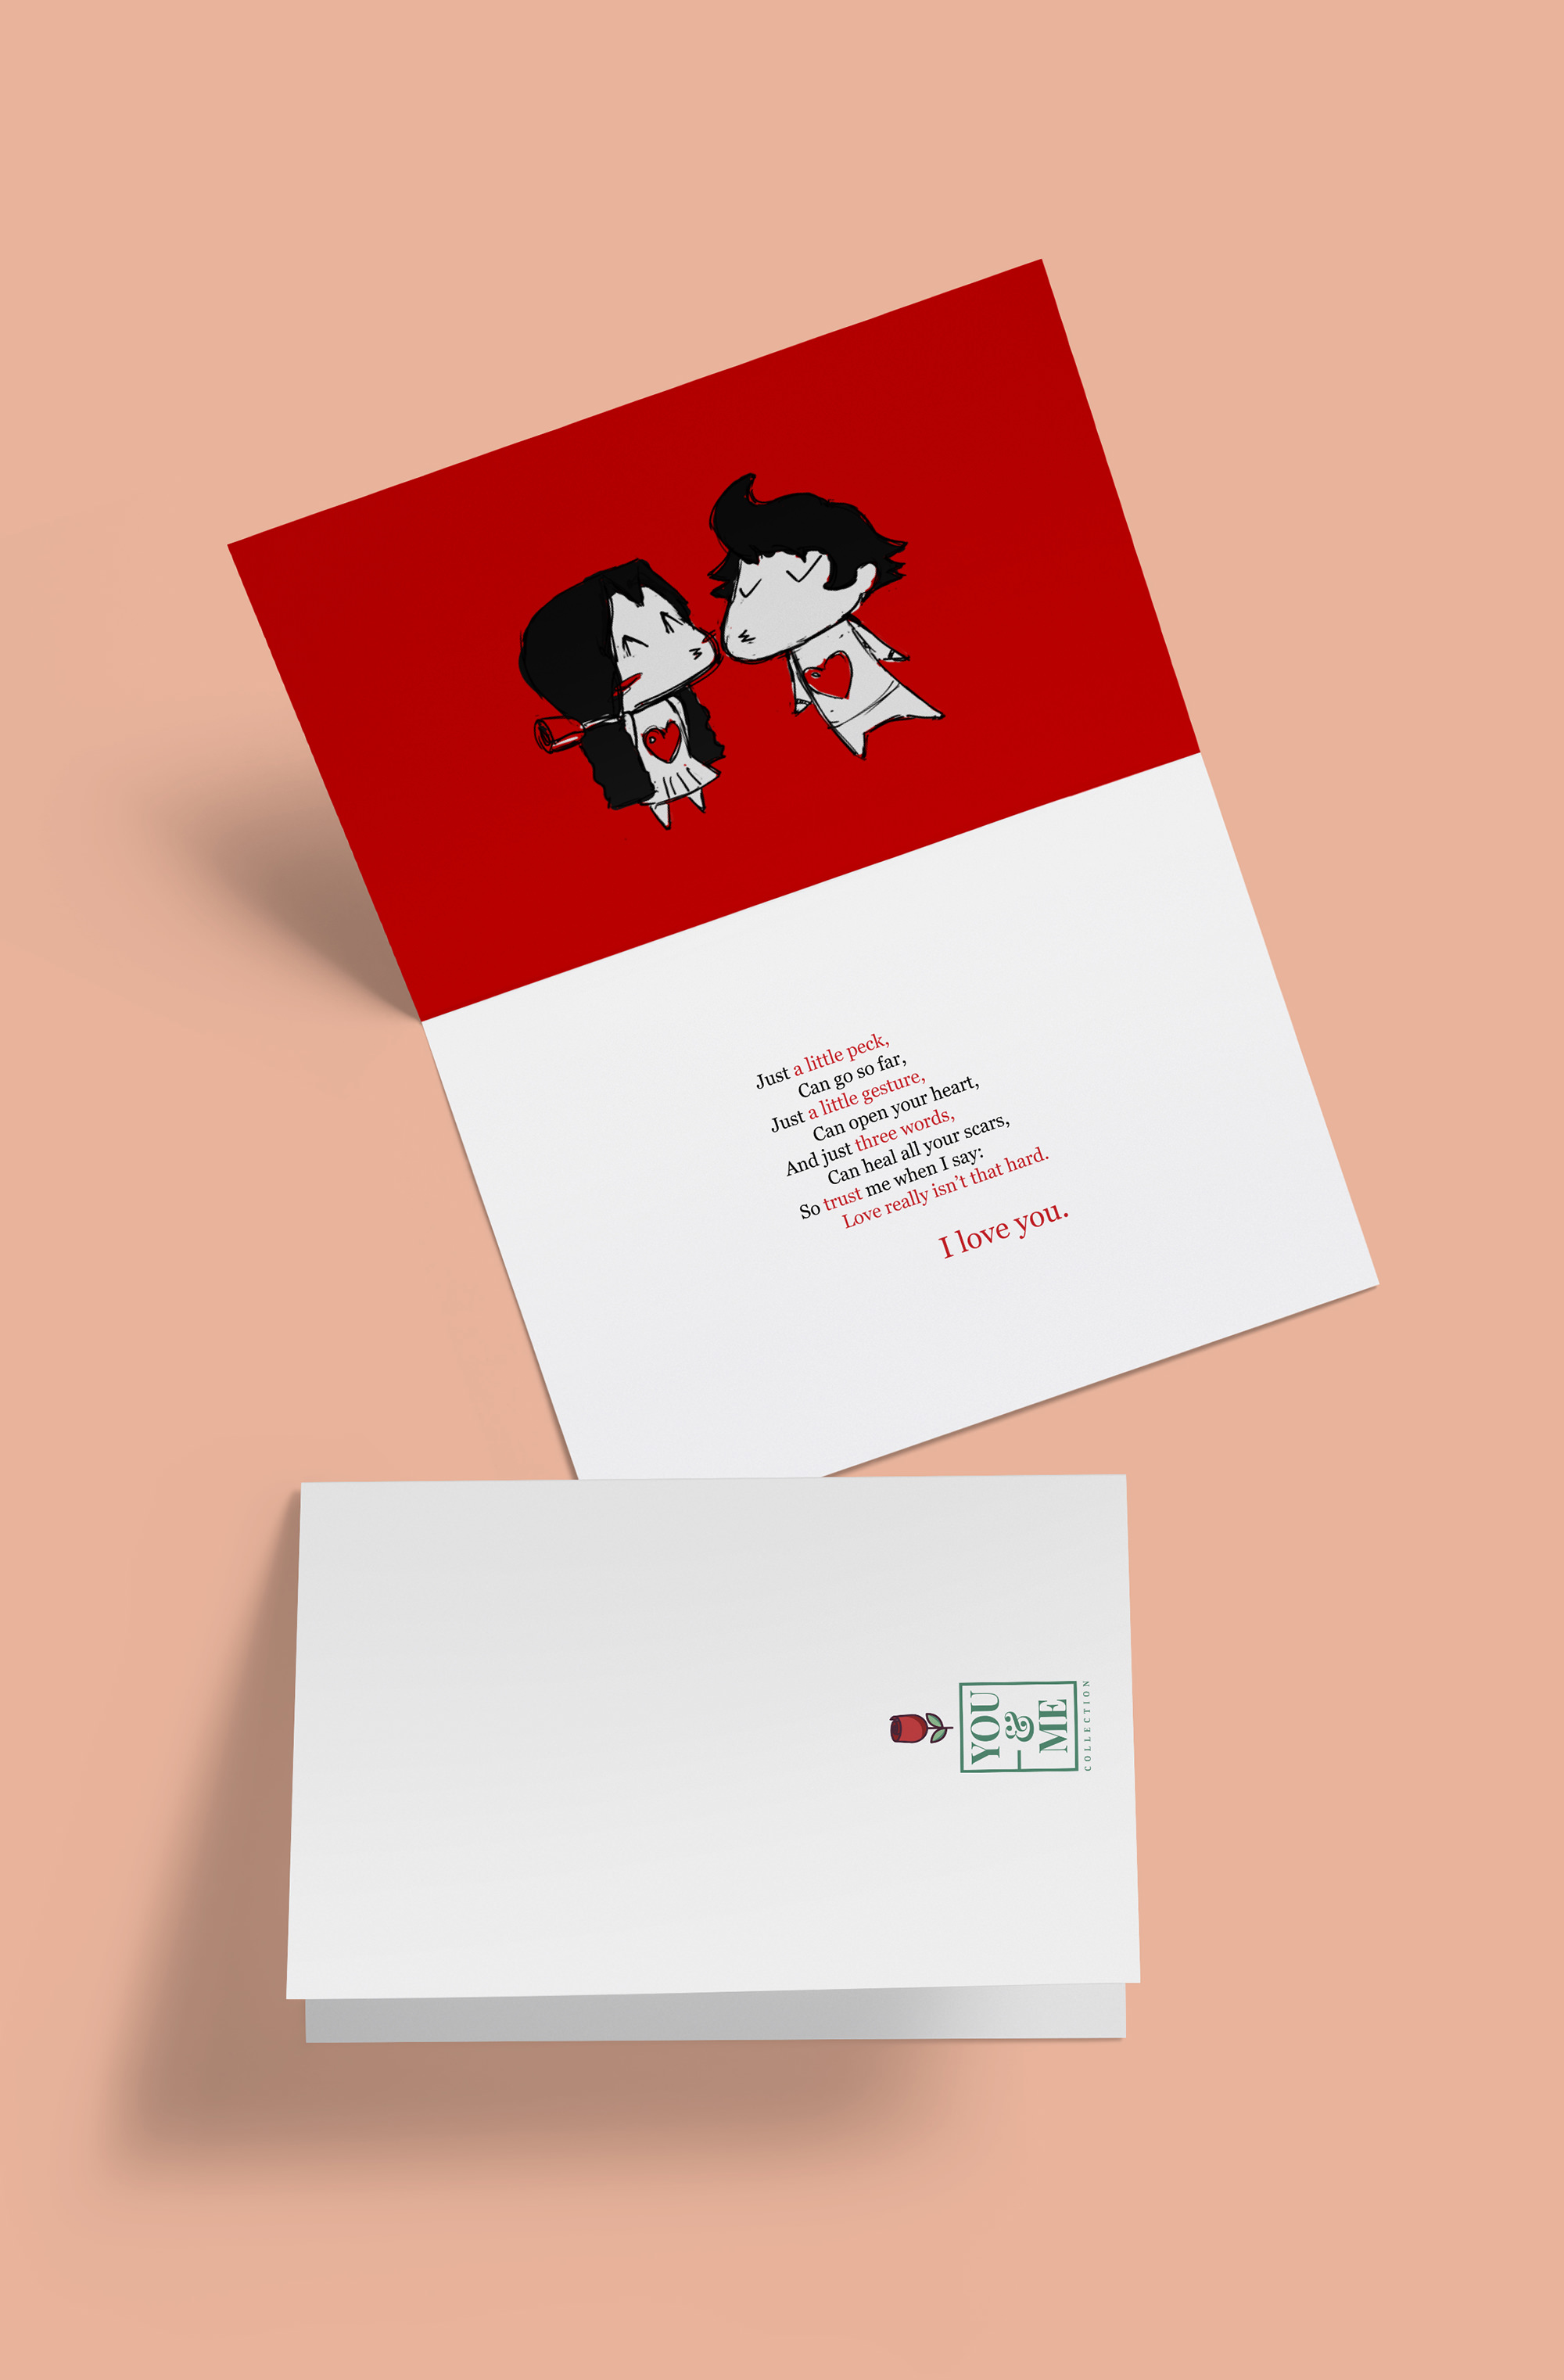 Just a little peck,
Can go so far,
Just a little gesture,
Can open your heart,
And just three words,
Can heal all your scars,
So trust me when I say:
Love really isn’t that hard.
I love you.
YOU
&
ME
COLLECTION